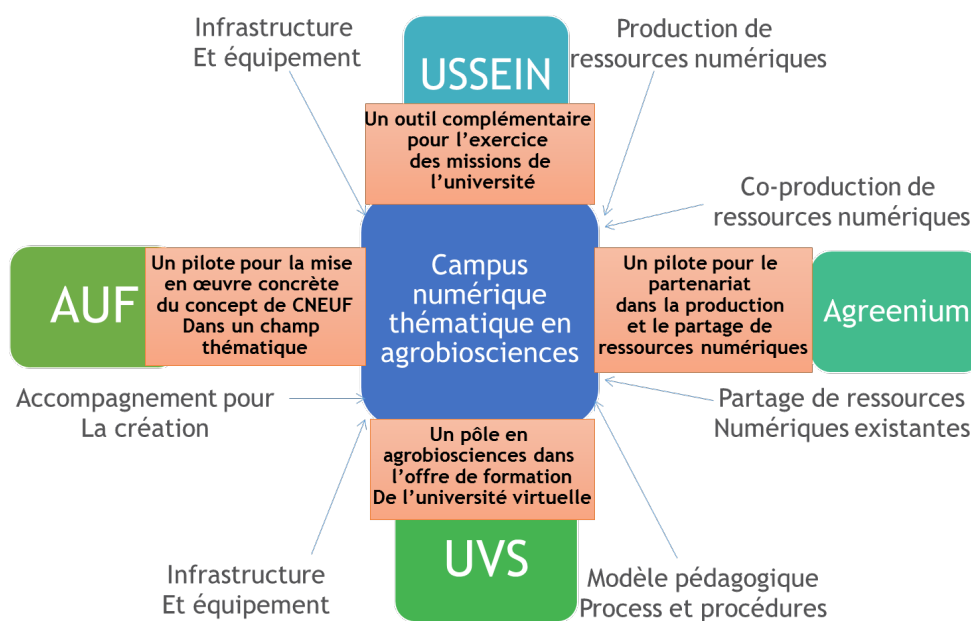 Infrastructure
Et équipement
USSEIN
Production de
ressources numériques
Un outil complémentaire
pour l'exercice
des missions de
l'université
Co-production de
ressources numériques
AUF
Un pilote pour la mise
en œuvre concrète
du concept de CNEUF
Dans un champ
thématique
Campus
numérique
thématique en
agrobiosciences
Un pilote pour le
partenariat
dans la production
et le partage de
ressources numériques
Agreenium
Accompagnement pour
La création
Partage de ressources
Numériques existantes
Un pôle en
agrobiosciences dans
l'offre de formation
De l'université virtuelle
UVS
Infrastructure
Et équipement
Modèle pédagogique
Process et procédures